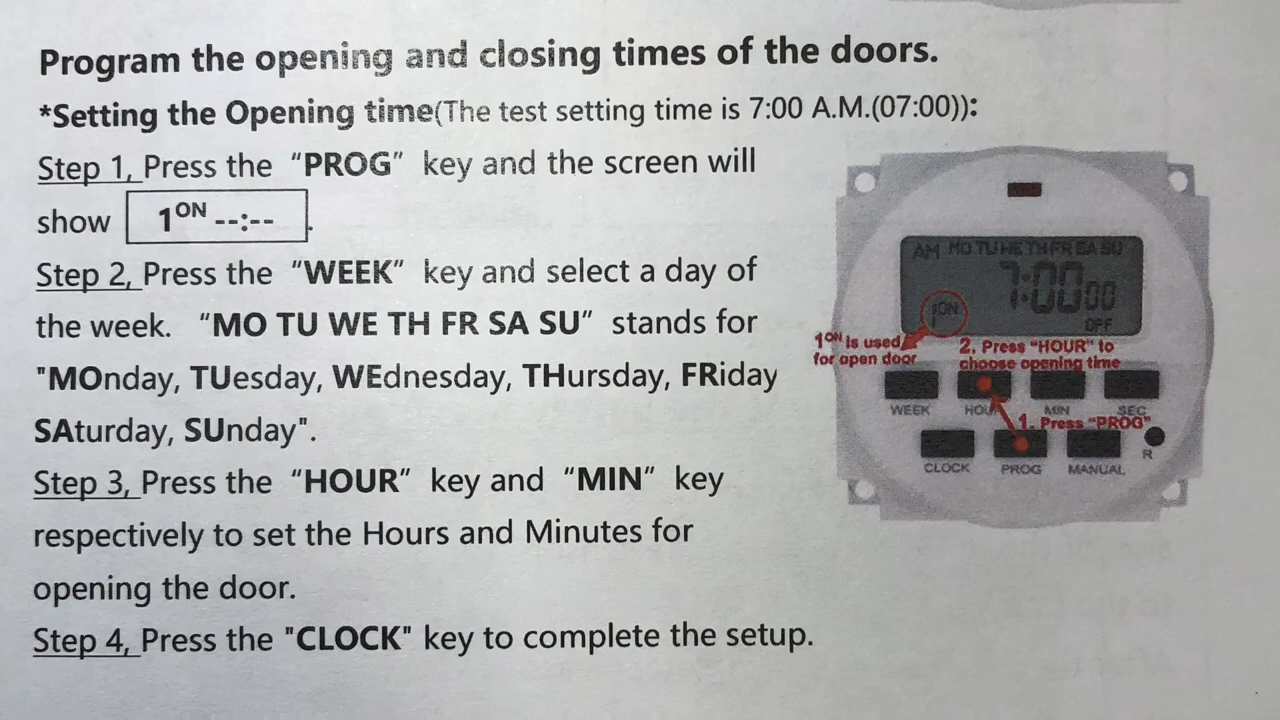 Program the opening and closing times of the doors.
*Setting the Opening time(The test setting time is 7:00 A.M.(07:00)):
Step 1, Press the “PROG” key and the screen will
show 1ON --:-- .
Step 2, Press the “WEEK” key and select a day of
the week. “MO TU WE TH FR SA SU” stands for
"MOnday, TUesday, WEdnesday, THursday, FRiday
SAturday, SUnday".
Step 3, Press the “HOUR” key and “MIN” key
respectively to set the Hours and Minutes for
opening the door.
Step 4, Press the "CLOCK" key to complete the setup.
AM MO TU WE TH FR SA SU
7:00 00
1ON
OFF
1ON is used
for open door
2. Press “HOUR” to
choose opening time
WEEK HOUR MIN SEC
1. Press “PROG”
CLOCK PROG MANUAL R